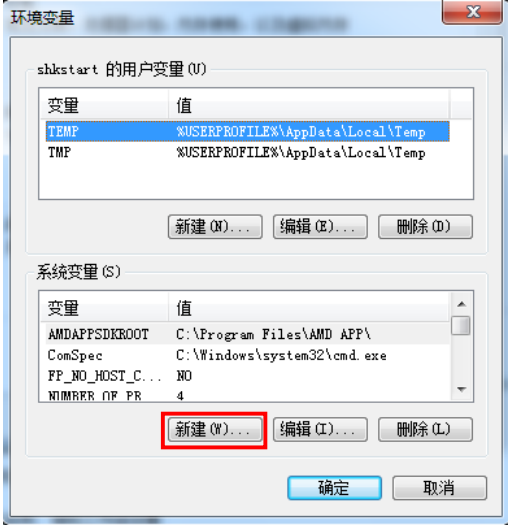 环境变量
shkstart 的用户变量(U)
变量 值
TEMP %USERPROFILE%\AppData\Local\Temp
TMP %USERPROFILE%\AppData\Local\Temp
新建(N)... 编辑(E)... 删除(D)
系统变量(S)
变量 值
AMDAPPSDKROOT C:\Program Files\AMD APP\
ComSpec C:\Windows\system32\cmd.exe
FP_NO_HOST_C... NO
NUMBER_OF_PR 4
新建(W)... 编辑(I)... 删除(L)
确定 取消